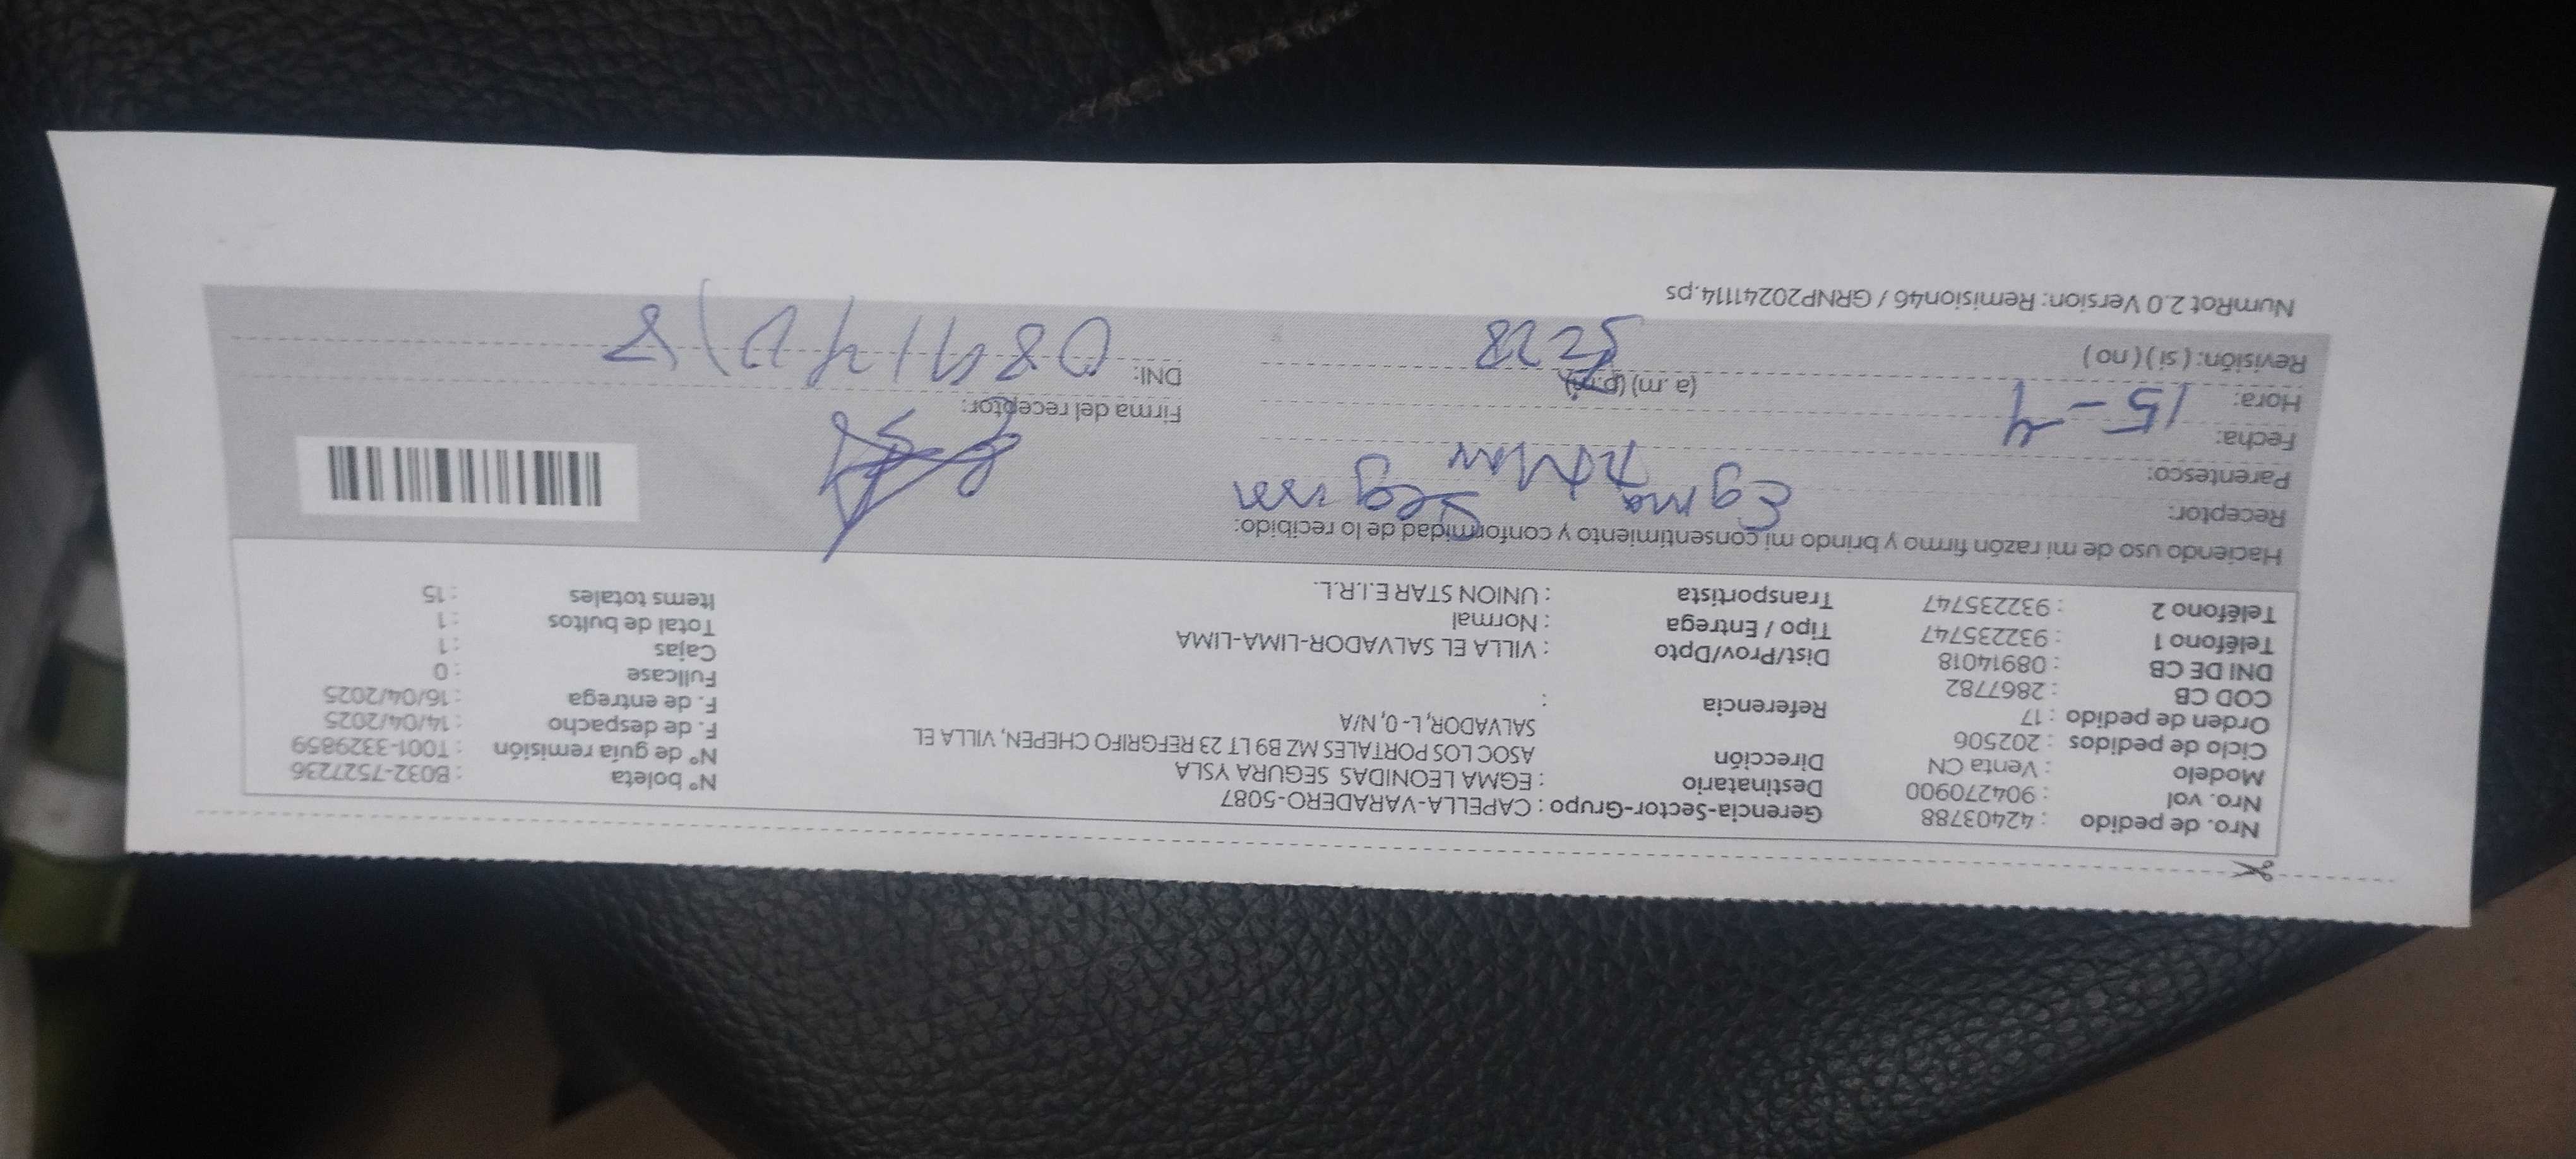 Nro. de pedido : 42403788
Nro. vol : 904270900
Modelo : Venta CN
Ciclo de pedidos : 202506
Orden de pedido : 17
COD CB : 2867782
DNI DE CB : 08914018
Teléfono 1 : 932235747
Teléfono 2 : 932235747
Gerencia-Sector-Grupo : CAPELLA-VARADERO-5087
Destinatario : EGMA LEONIDAS SEGURA YSLA
Dirección ASOC LOS PORTALES MZ B9 LT 23 REFGRIFO CHEPEN, VILLA EL
SALVADOR, L- 0, N/A
Referencia :
Dist/Prov/Dpto : VILLA EL SALVADOR-LIMA-LIMA
Tipo / Entrega : Normal
Transportista : UNION STAR E.I.R.L.
N° boleta : B032-7527236
N° de guía remisión : T001-3329859
F. de despacho : 14/04/2025
F. de entrega : 16/04/2025
Fullcase : 0
Cajas : 1
Total de bultos : 1
Items totales : 15
Haciendo uso de mi razón firmo y brindo mi consentimiento y conformidad de lo recibido:
Receptor: Egma Segura
Parentesco:
Fecha: 15-4
Hora: (a .m) (p.m)
Revisión: ( si ) ( no )
Firma del receptor:
DNI:
NumRot 2.0 Version: Remision46 / GRNP20241114.ps